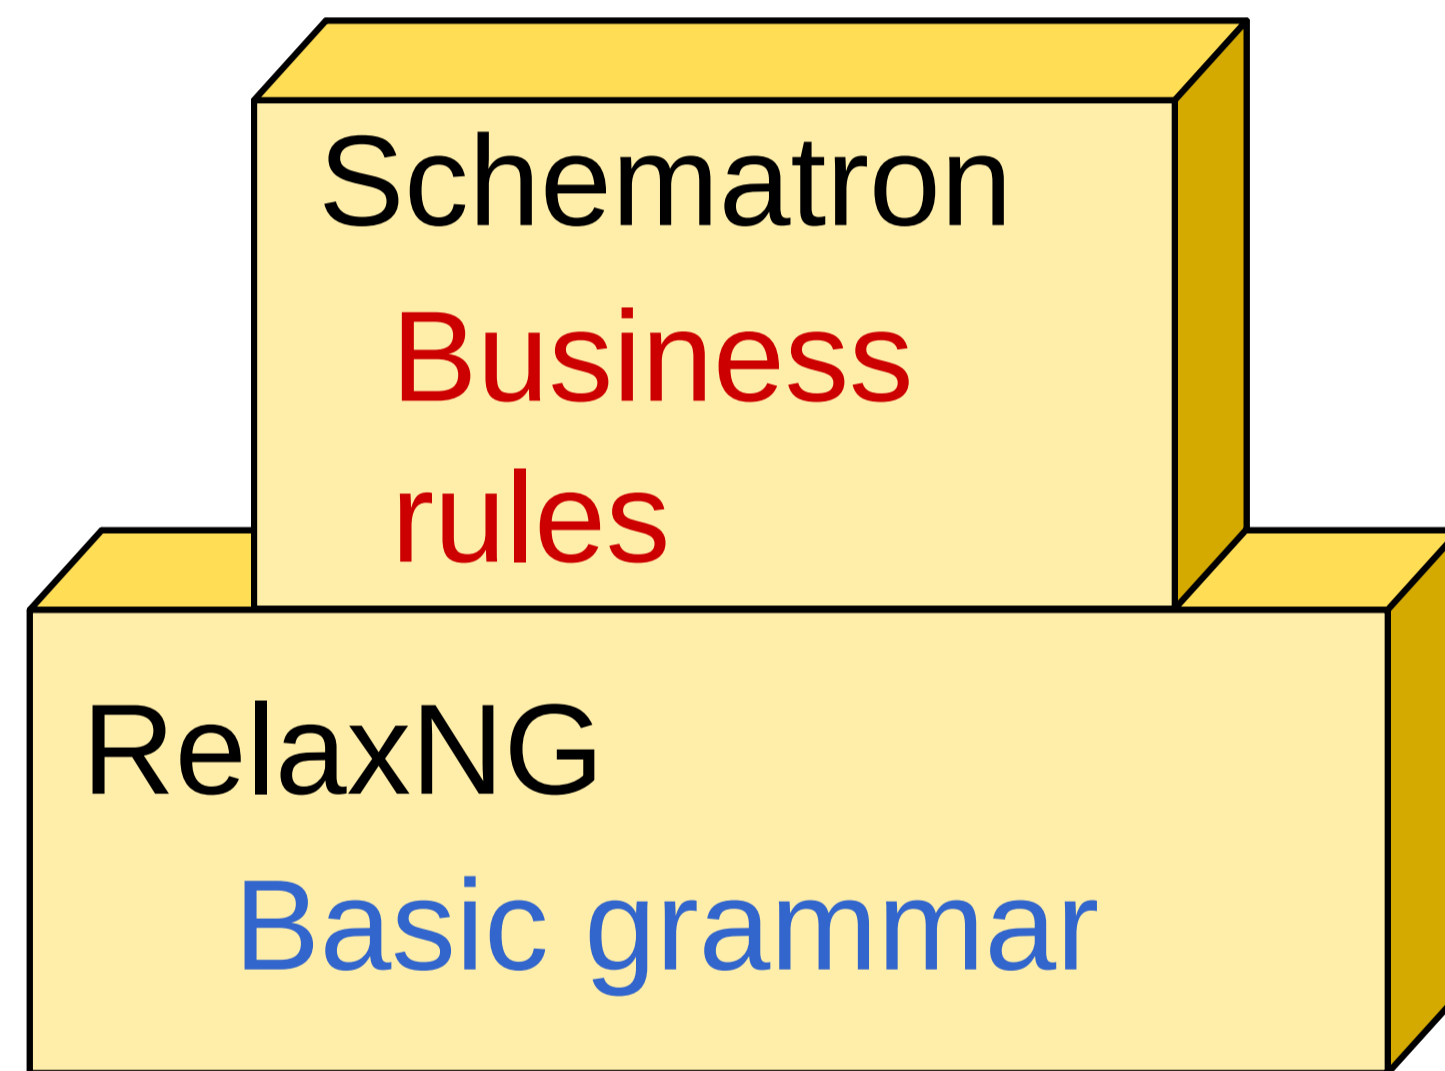 Schematron
Business
rules
RelaxNG
Basic grammar